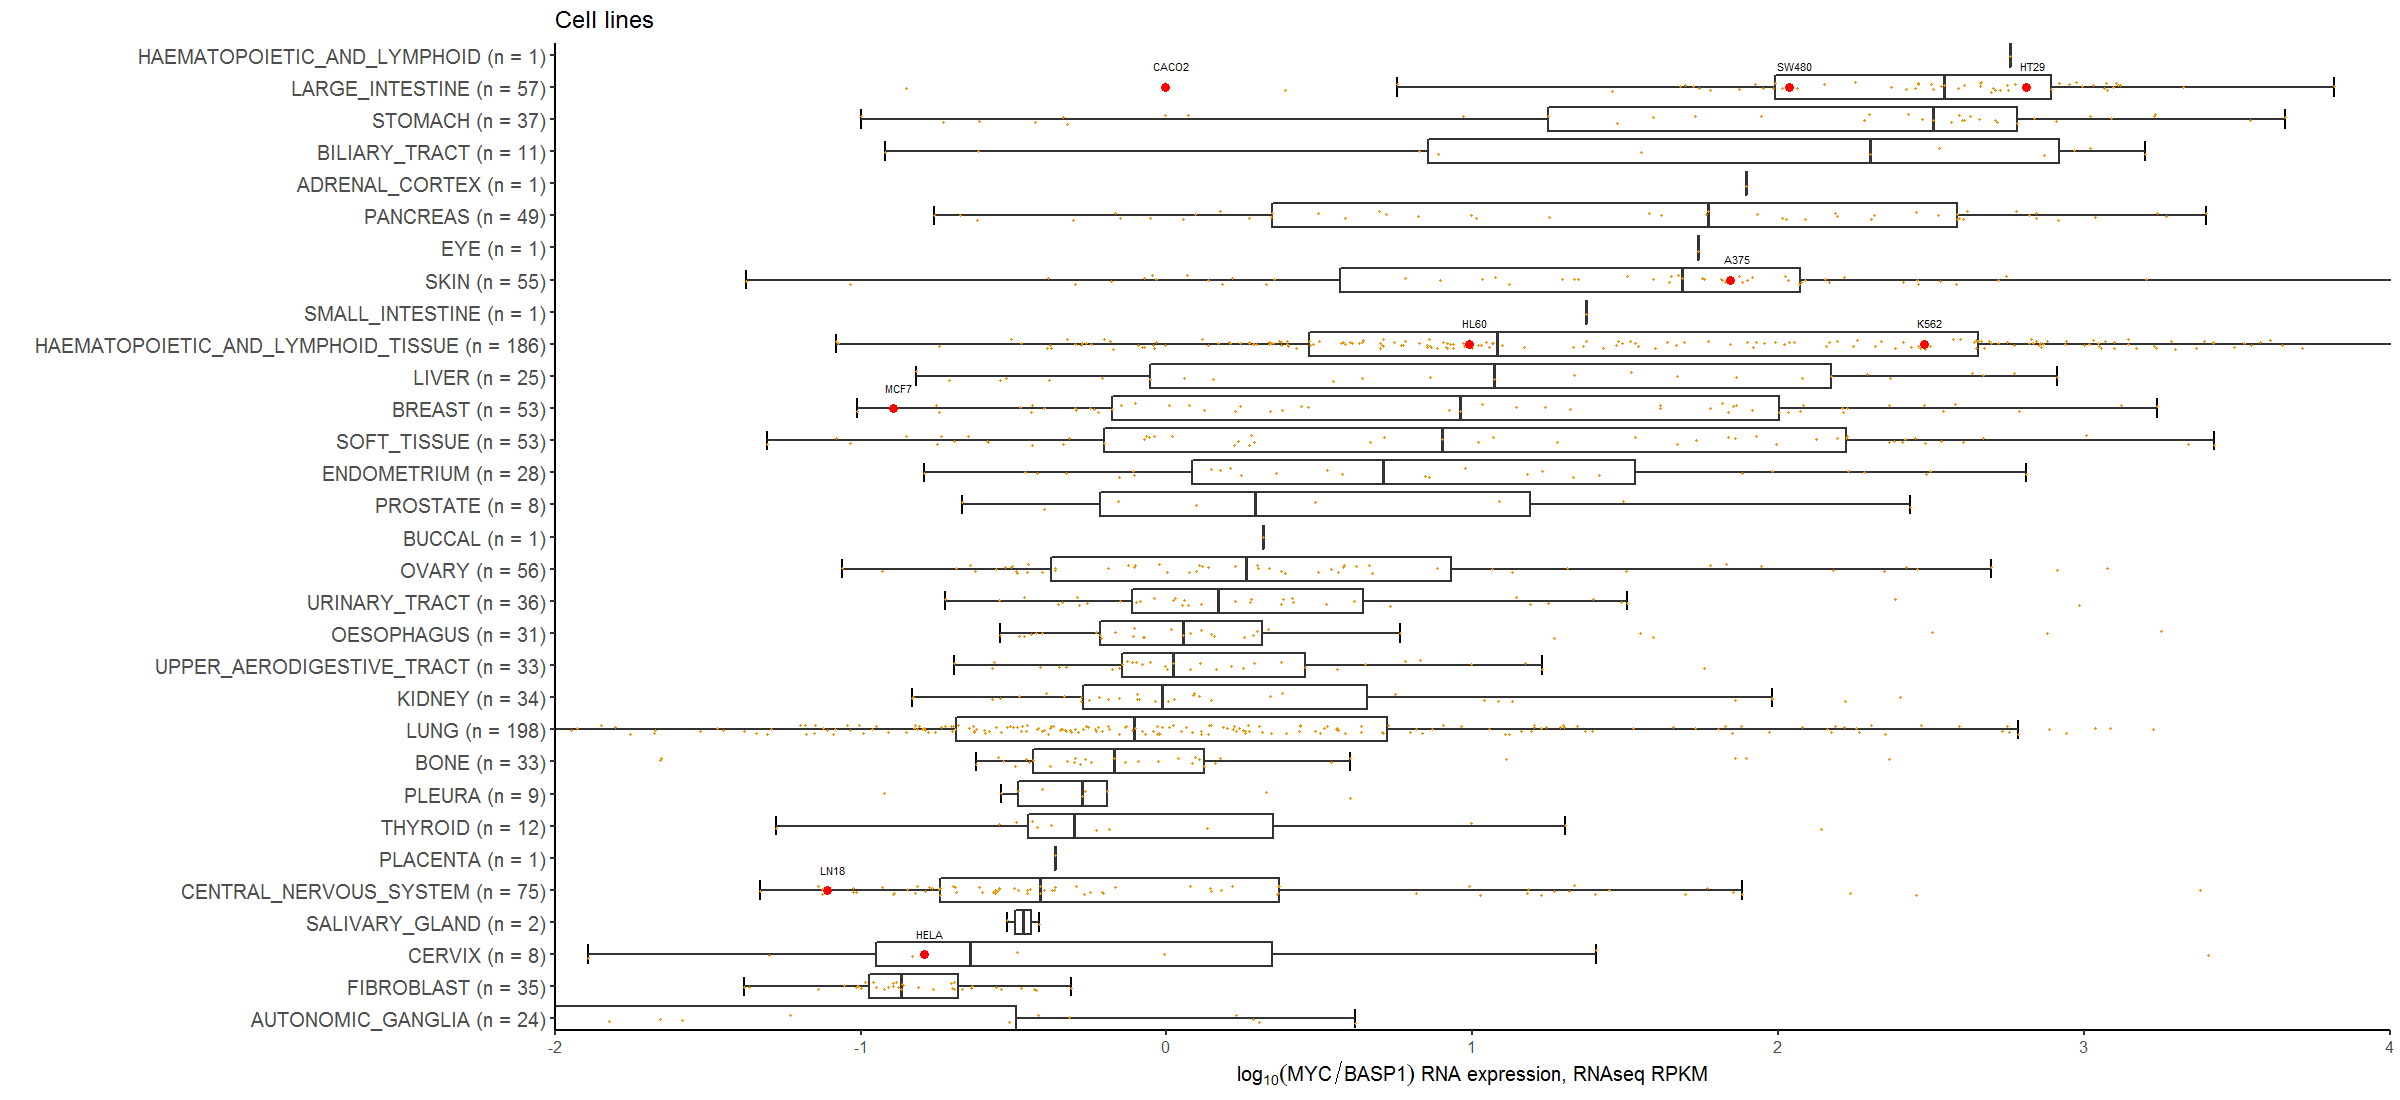 Cell lines
HAEMATOPOIETIC_AND_LYMPHOID (n = 1)
CACO2 SW480 HT29
LARGE_INTESTINE (n = 57)
STOMACH (n = 37)
BILIARY_TRACT (n = 11)
ADRENAL_CORTEX (n = 1)
PANCREAS (n = 49)
EYE (n = 1)
A375
SKIN (n = 55)
SMALL_INTESTINE (n = 1)
HL60 K562
HAEMATOPOIETIC_AND_LYMPHOID_TISSUE (n = 186)
LIVER (n = 25)
MCF7
BREAST (n = 53)
SOFT_TISSUE (n = 53)
ENDOMETRIUM (n = 28)
PROSTATE (n = 8)
BUCCAL (n = 1)
OVARY (n = 56)
URINARY_TRACT (n = 36)
OESOPHAGUS (n = 31)
UPPER_AERODIGESTIVE_TRACT (n = 33)
KIDNEY (n = 34)
LUNG (n = 198)
BONE (n = 33)
PLEURA (n = 9)
THYROID (n = 12)
PLACENTA (n = 1)
LN18
CENTRAL_NERVOUS_SYSTEM (n = 75)
SALIVARY_GLAND (n = 2)
HELA
CERVIX (n = 8)
FIBROBLAST (n = 35)
AUTONOMIC_GANGLIA (n = 24)
-2 -1 0 1 2 3 4
log₁₀(MYC/BASP1) RNA expression, RNAseq RPKM